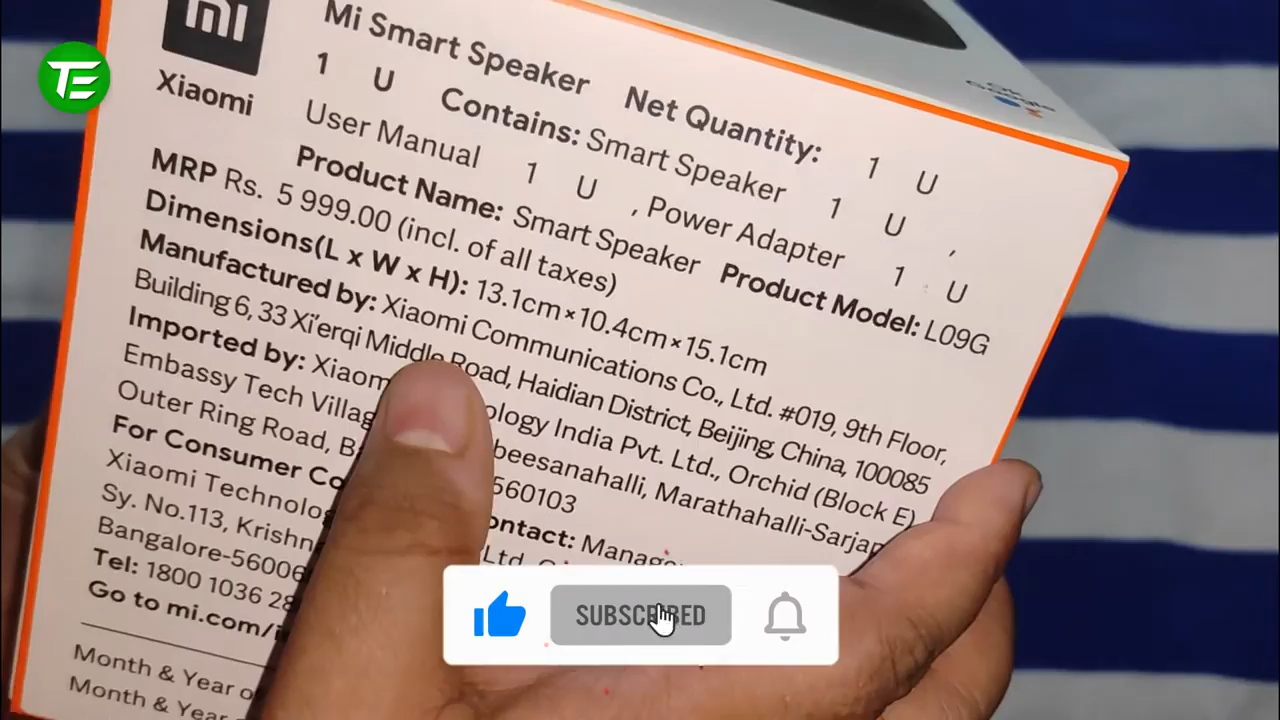 TE
mi
Xiaomi
Mi Smart Speaker Net Quantity: 1 U
1 U Contains: Smart Speaker 1 U ,
User Manual 1 U , Power Adapter 1 U
Product Name: Smart Speaker Product Model: L09G
MRP Rs. 5 999.00 (incl. of all taxes)
Dimensions(L x W x H): 13.1cm×10.4cm×15.1cm
Manufactured by: Xiaomi Communications Co., Ltd. #019, 9th Floor,
Building 6, 33 Xi'erqi Middle Road, Haidian District, Beijing, China, 100085
Imported by: Xiaom ology India Pvt. Ltd., Orchid (Block E)
Embassy Tech Villag beesanahalli, Marathahalli-Sarjap
Outer Ring Road, B 560103
For Consumer Co ontact: Manage
Xiaomi Technolo Ltd
Sy. No.113, Krishn
Bangalore-56006
Tel: 1800 1036 28
Go to mi.com/i
Month & Year o
Month & Year
Ok Google
SUBSCRIBED